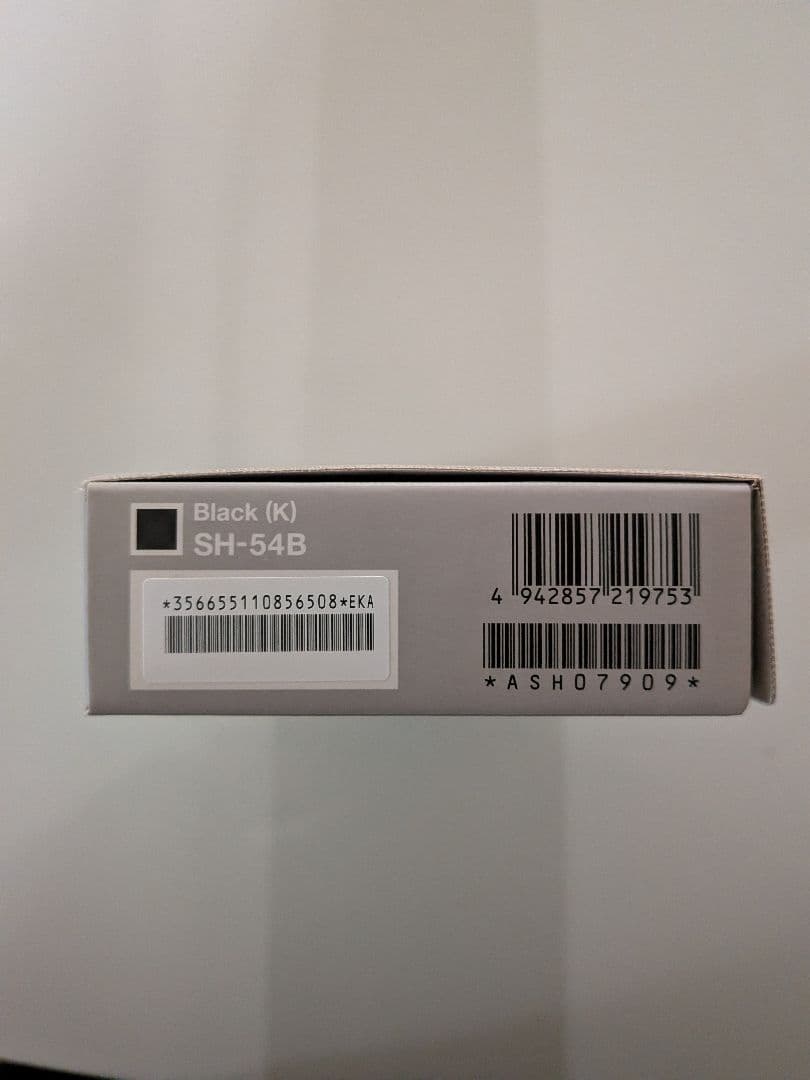 Black (K)
SH-54B
*356655110856508*EKA
4 942857 219753
*ASH07909*